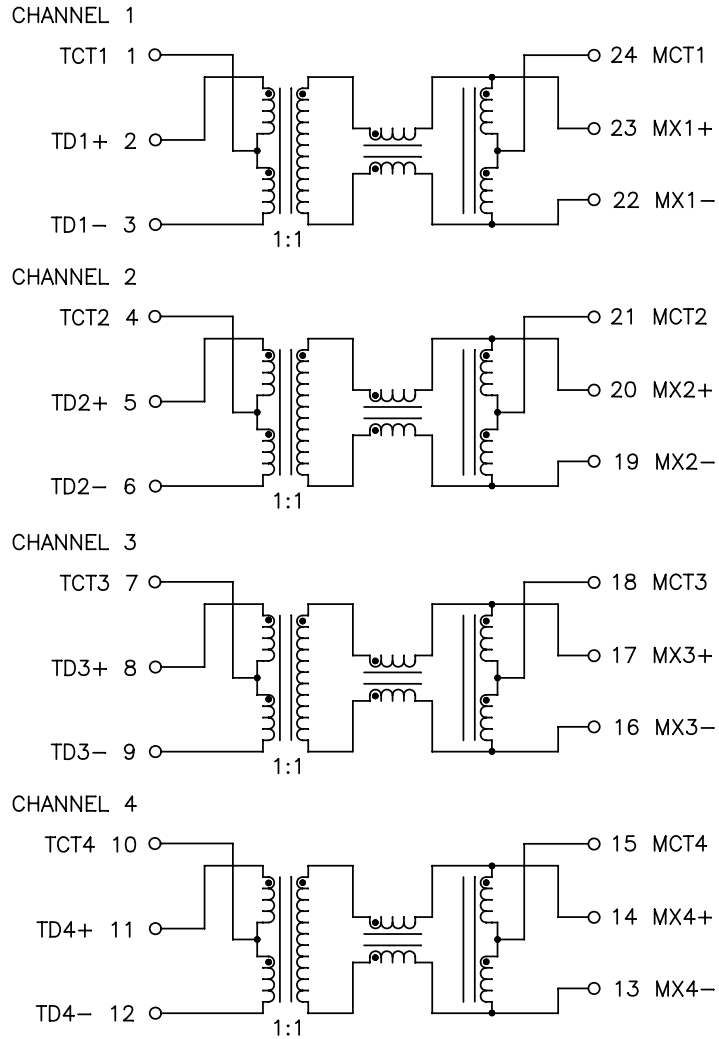 CHANNEL 1
TCT1 1
24 MCT1
TD1+ 2
23 MX1+
22 MX1−
TD1− 3
1:1
CHANNEL 2
TCT2 4
21 MCT2
TD2+ 5
20 MX2+
19 MX2−
TD2− 6
1:1
CHANNEL 3
TCT3 7
18 MCT3
TD3+ 8
17 MX3+
16 MX3−
TD3− 9
1:1
CHANNEL 4
TCT4 10
15 MCT4
TD4+ 11
14 MX4+
13 MX4−
TD4− 12
1:1